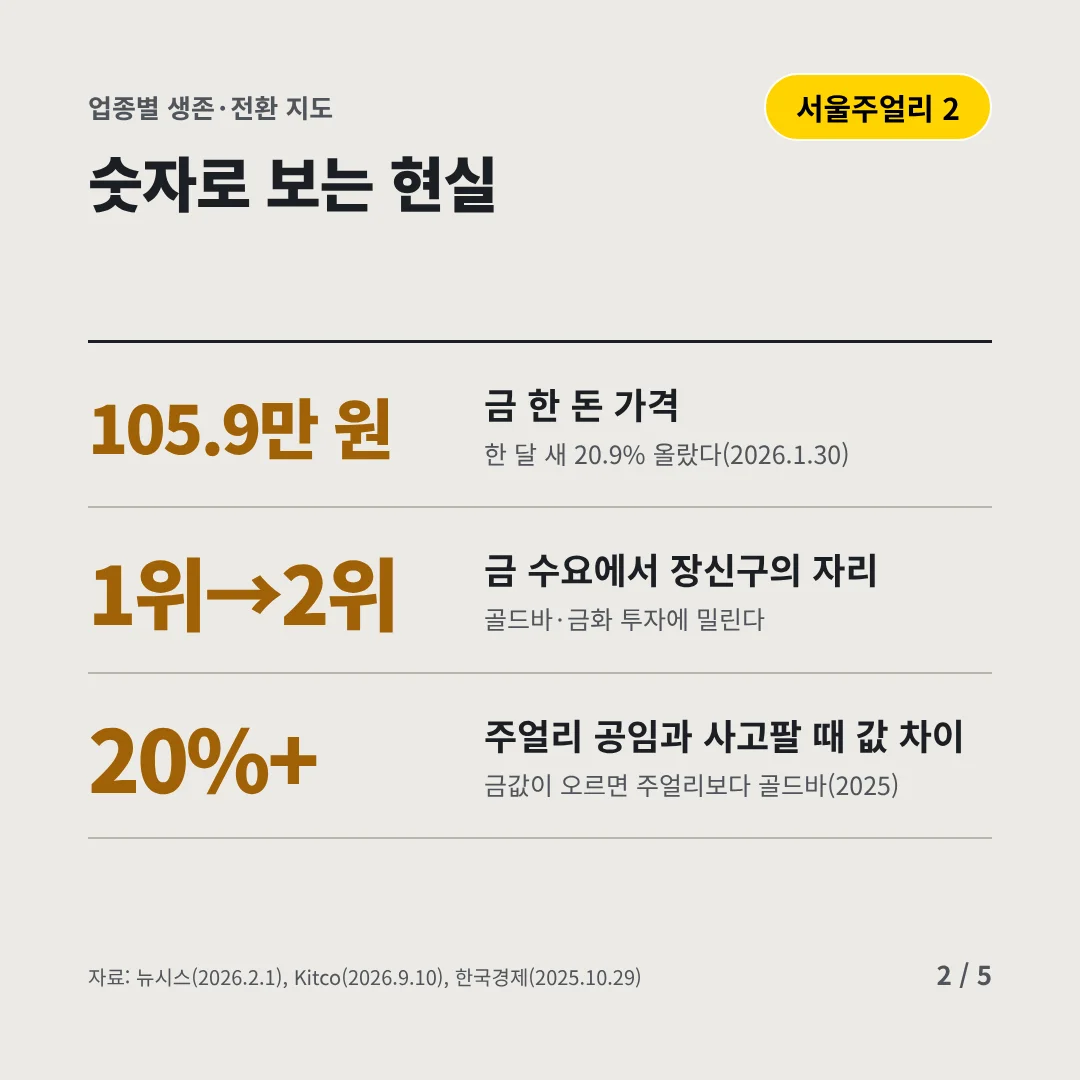 업종별 생존·전환 지도
서울주얼리 2
숫자로 보는 현실
105.9만 원
금 한 돈 가격
한 달 새 20.9% 올랐다(2026.1.30)
1위→2위
금 수요에서 장신구의 자리
골드바·금화 투자에 밀린다
20%+
주얼리 공임과 사고팔 때 값 차이
금값이 오르면 주얼리보다 골드바(2025)
자료: 뉴시스(2026.2.1), Kitco(2026.9.10), 한국경제(2025.10.29)
2 / 5